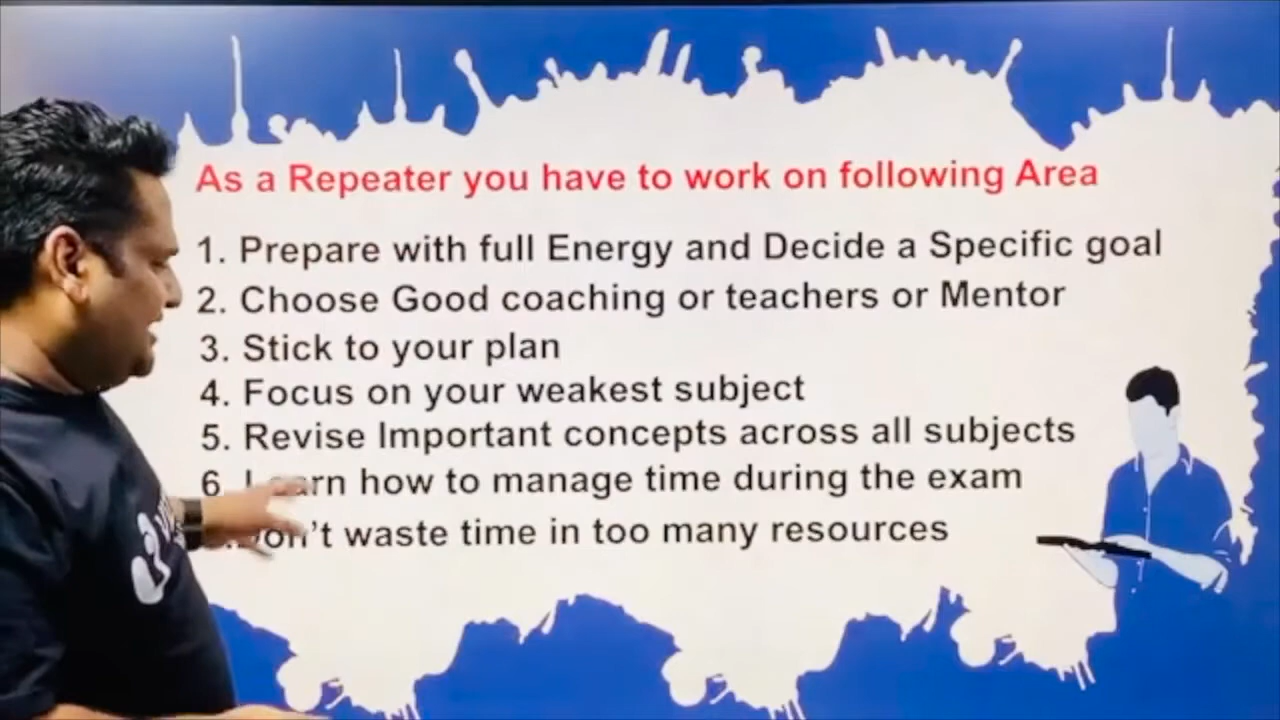 As a Repeater you have to work on following Area
1. Prepare with full Energy and Decide a Specific goal
2. Choose Good coaching or teachers or Mentor
3. Stick to your plan
4. Focus on your weakest subject
5. Revise Important concepts across all subjects
6. Learn how to manage time during the exam
Don't waste time in too many resources